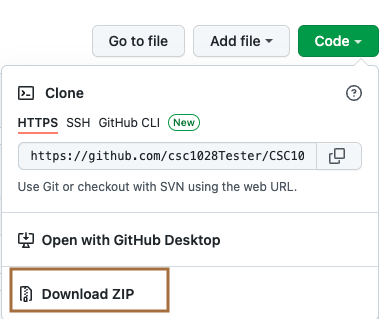 Go to file Add file Code
Clone
HTTPS SSH GitHub CLI New
https://github.com/csc1028Tester/CSC10
Use Git or checkout with SVN using the web URL.
Open with GitHub Desktop
Download ZIP